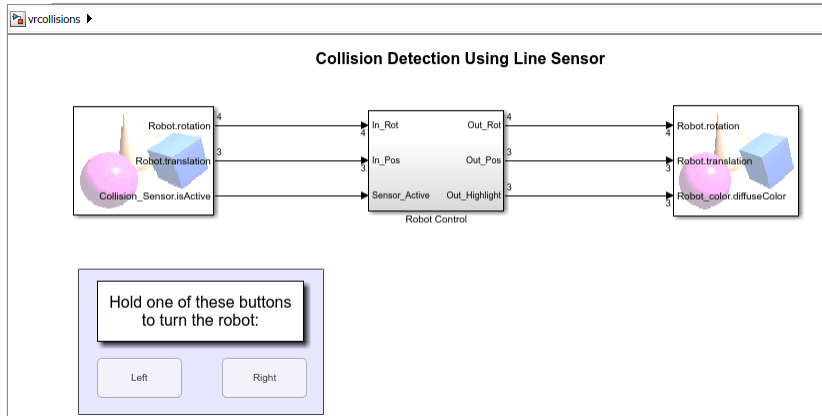 vrcollisions
Collision Detection Using Line Sensor
Robot.rotation
4
4
In_Rot
Out_Rot
4
4
Robot.rotation
Robot.translation
3
3
In_Pos
Out_Pos
3
3
Robot.translation
Collision_Sensor.isActive
Sensor_Active
Out_Highlight
3
3
Robot_color.diffuseColor
Robot Control
Hold one of these buttons
to turn the robot:
Left
Right